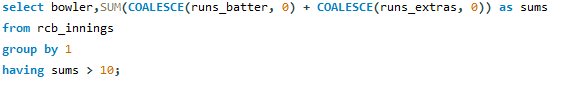 select bowler,SUM(COALESCE(runs_batter, 0) + COALESCE(runs_extras, 0)) as sums
from rcb_innings
group by 1
having sums > 10;